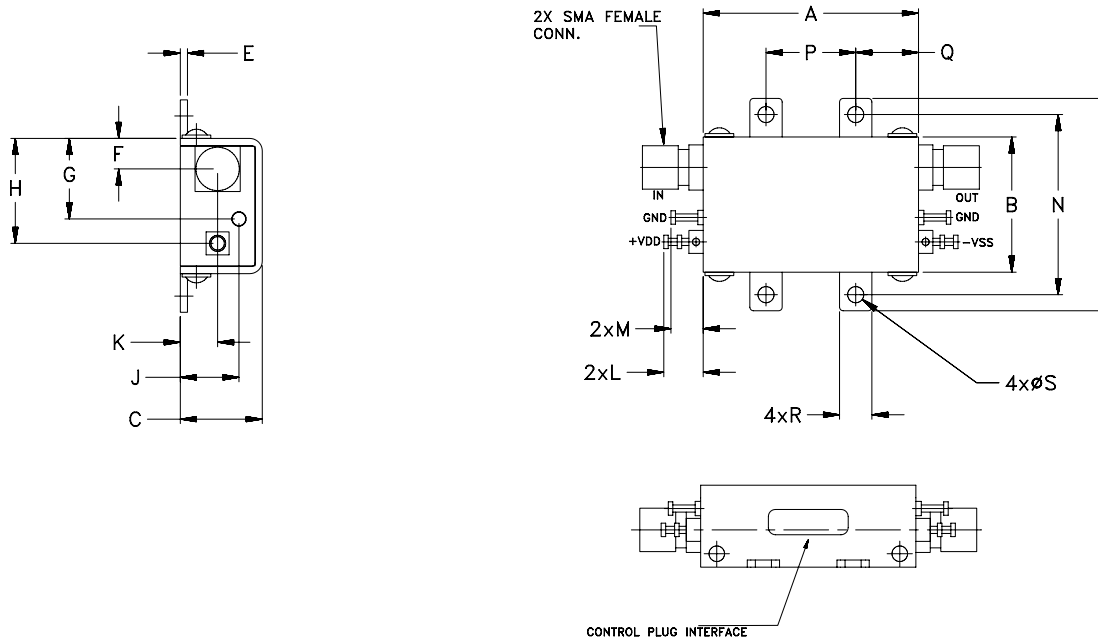 E
F
G
H
K
J
C
2X SMA FEMALE
CONN.
A
P
Q
IN
OUT
GND
GND
+VDD
-VSS
B
N
2xM
2xL
4xR
4xøS
CONTROL PLUG INTERFACE